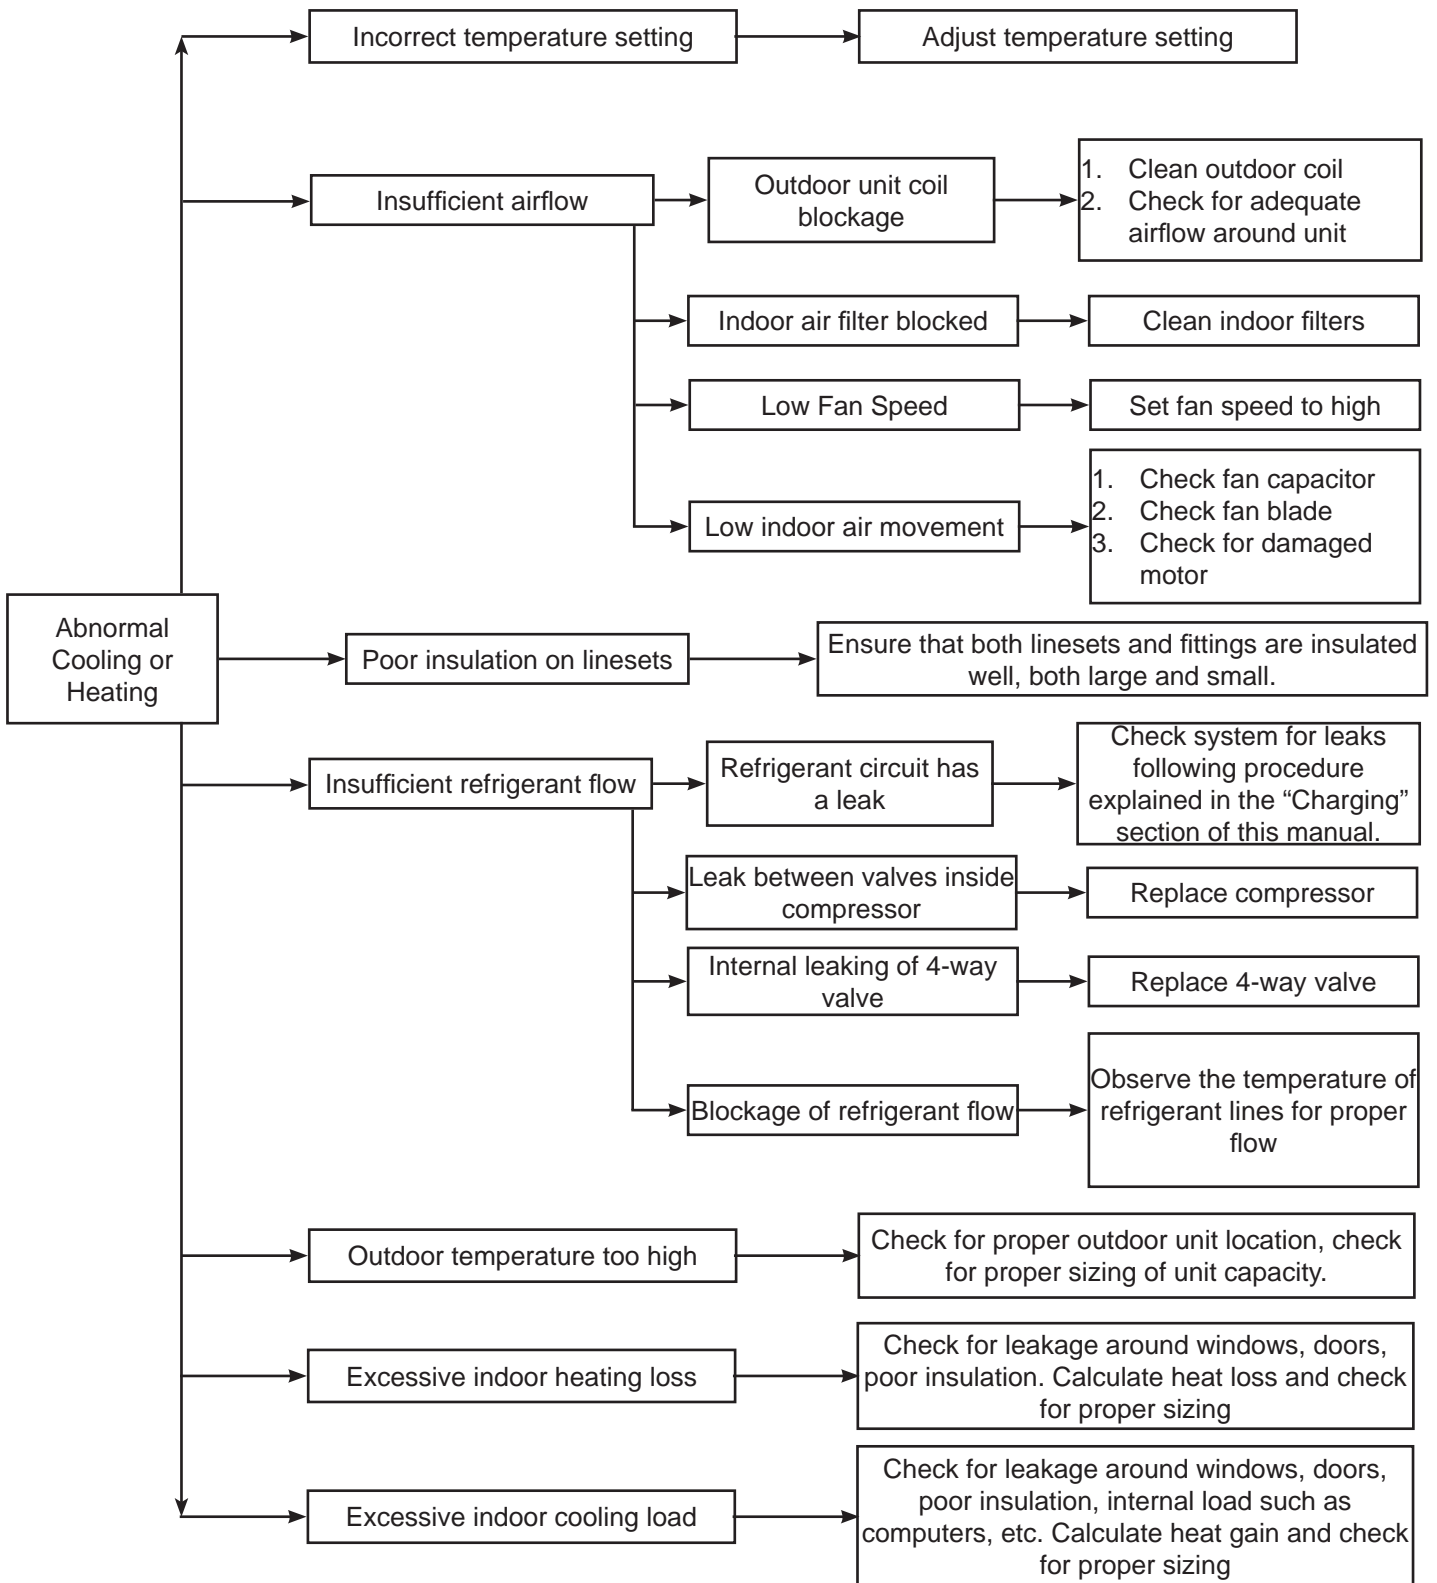 Incorrect temperature setting
Adjust temperature setting
Insufficient airflow
Outdoor unit coil
blockage
1. Clean outdoor coil
2. Check for adequate
airflow around unit
Indoor air filter blocked
Clean indoor filters
Low Fan Speed
Set fan speed to high
Low indoor air movement
1. Check fan capacitor
2. Check fan blade
3. Check for damaged
motor
Abnormal
Cooling or
Heating
Poor insulation on linesets
Ensure that both linesets and fittings are insulated
well, both large and small.
Insufficient refrigerant flow
Refrigerant circuit has
a leak
Check system for leaks
following procedure
explained in the “Charging”
section of this manual.
Leak between valves inside
compressor
Replace compressor
Internal leaking of 4-way
valve
Replace 4-way valve
Blockage of refrigerant flow
Observe the temperature of
refrigerant lines for proper
flow
Outdoor temperature too high
Check for proper outdoor unit location, check
for proper sizing of unit capacity.
Excessive indoor heating loss
Check for leakage around windows, doors,
poor insulation. Calculate heat loss and check
for proper sizing
Excessive indoor cooling load
Check for leakage around windows, doors,
poor insulation, internal load such as
computers, etc. Calculate heat gain and check
for proper sizing